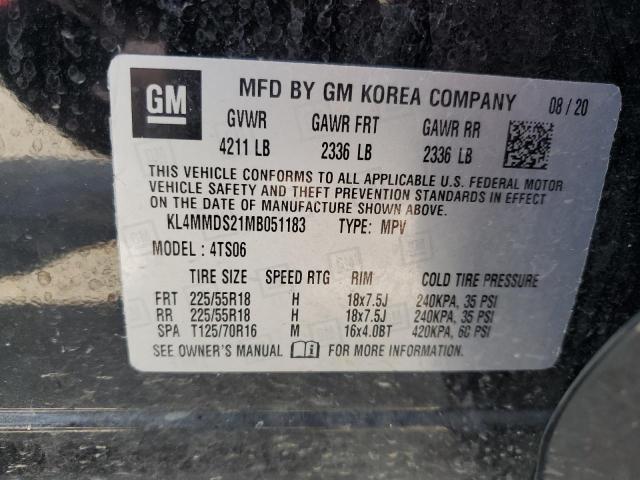 GM
MFD BY GM KOREA COMPANY 08 / 20
GVWR GAWR FRT GAWR RR
4211 LB 2336 LB 2336 LB
THIS VEHICLE CONFORMS TO ALL APPLICABLE U.S. FEDERAL MOTOR
VEHICLE SAFETY AND THEFT PREVENTION STANDARDS IN EFFECT
ON THE DATE OF MANUFACTURE SHOWN ABOVE.
KL4MMDS21MB051183 TYPE: MPV
MODEL : 4TS06
TIRE SIZE SPEED RTG RIM COLD TIRE PRESSURE
FRT 225/55R18 H 18x7.5J 240KPA, 35 PSI
RR 225/55R18 H 18x7.5J 240KPA, 35 PSI
SPA T125/70R16 M 16x4.0BT 420KPA, 60 PSI
SEE OWNER'S MANUAL FOR MORE INFORMATION.